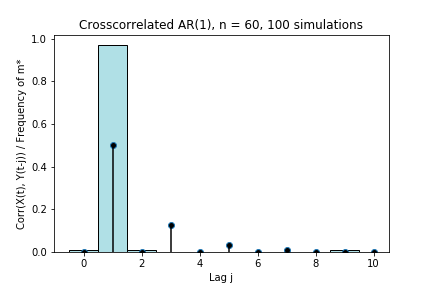 Crosscorrelated AR(1), n = 60, 100 simulations
Corr(X(t), Y(t-j)) / Frequency of m*
1.0
0.8
0.6
0.4
0.2
0.0
0 2 4 6 8 10
Lag j